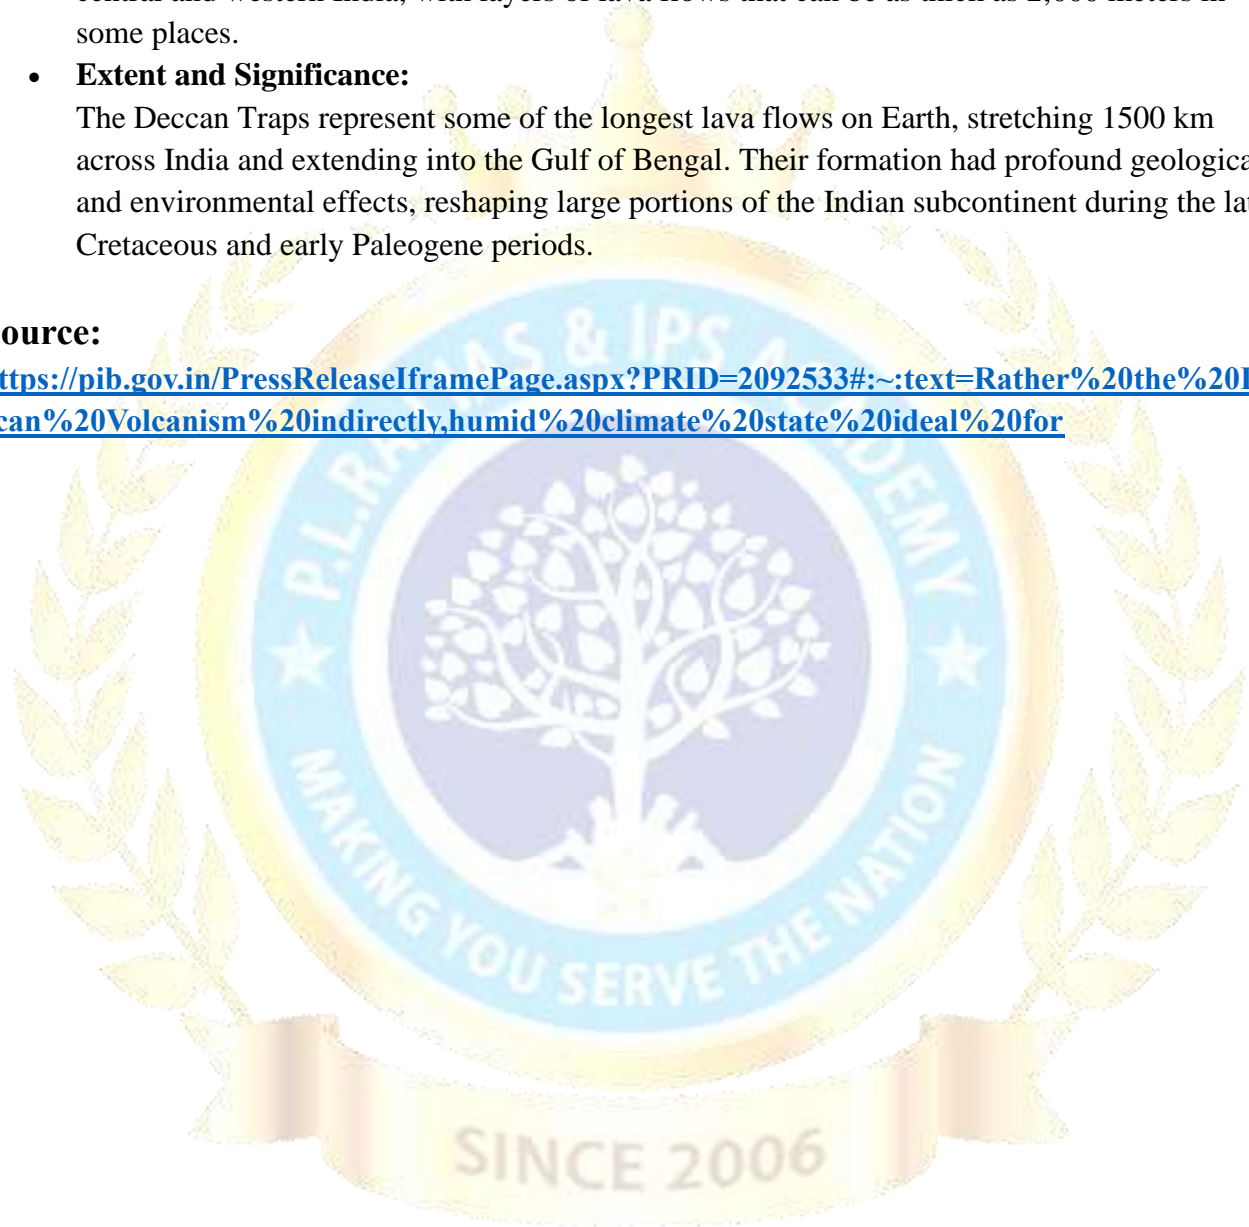 some places.
• Extent and Significance:
The Deccan Traps represent some of the longest lava flows on Earth, stretching 1500 km
across India and extending into the Gulf of Bengal. Their formation had profound geologica
and environmental effects, reshaping large portions of the Indian subcontinent during the lat
Cretaceous and early Paleogene periods.
ource:
ttps://pib.gov.in/PressReleaseIframePage.aspx?PRID=2092533#:~:text=Rather%20the%20
can%20Volcanism%20indirectly,humid%20climate%20state%20ideal%20for
P.L.RAJ IAS & IPS ACADEMY
MAKING YOU SERVE THE NATION
SINCE 2006